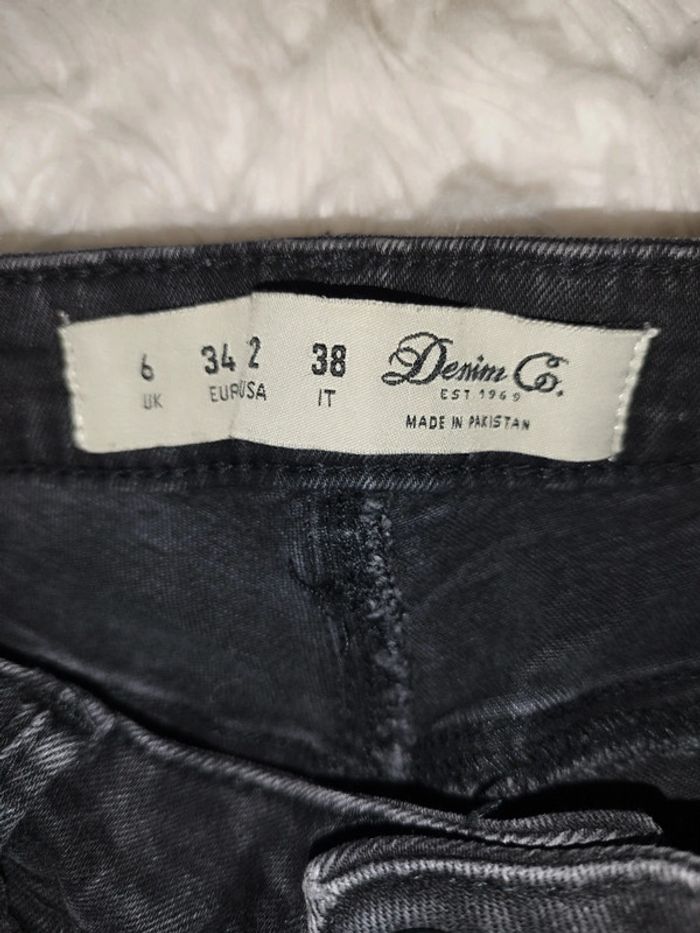 6 34 2 38 Denim Co.
UK EUR USA IT EST 1969
MADE IN PAKISTAN